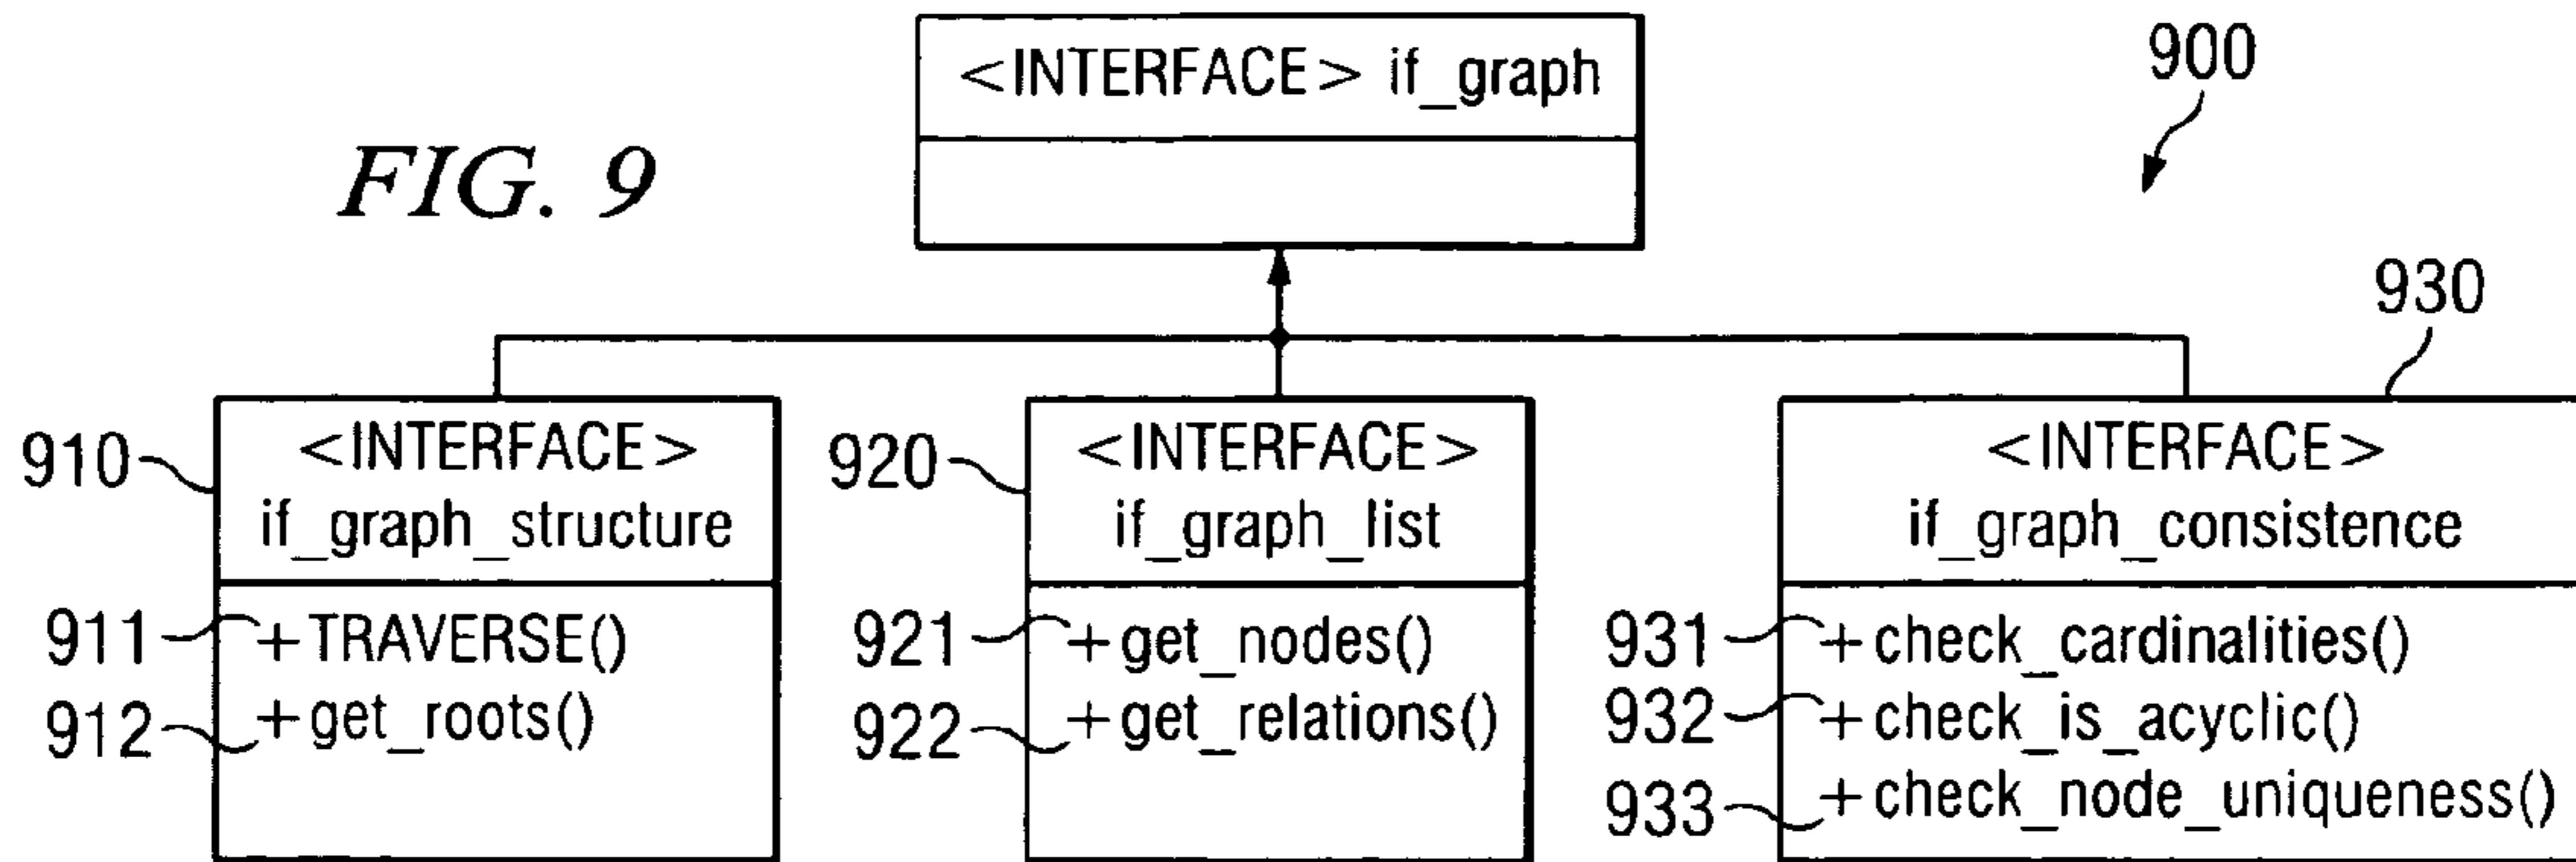 <INTERFACE> if_graph
900
FIG. 9
930
910
<INTERFACE>
if_graph_structure
911
+TRAVERSE()
912
+get_roots()
920
<INTERFACE>
if_graph_list
921
+get_nodes()
922
+get_relations()
<INTERFACE>
if_graph_consistence
931
+check_cardinalities()
932
+check_is_acyclic()
933
+check_node_uniqueness()